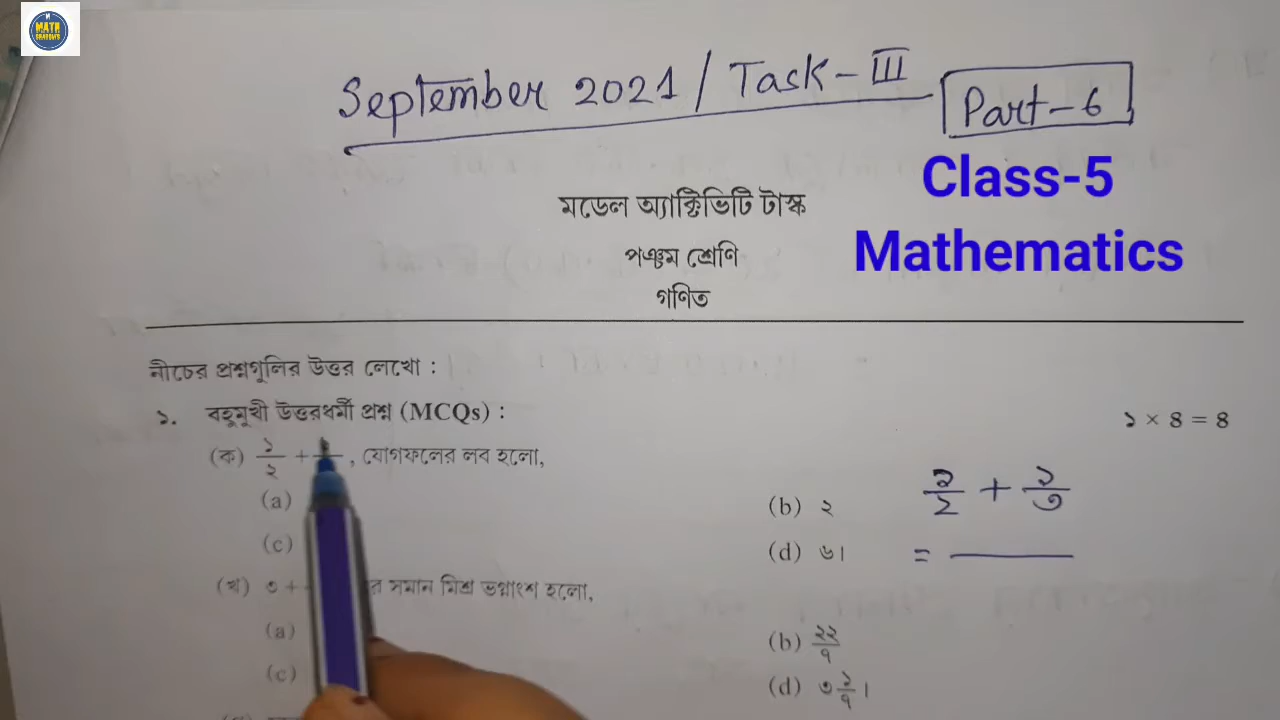 MATH
September 2021 / Task - III
Part - 6
Class-5
Mathematics
মডেল অ্যাক্টিভিটি টাস্ক
পঞ্চম শ্রেণি
গণিত
নীচের প্রশ্নগুলির উত্তর লেখো :
১. বহুমুখী উত্তরধর্মী প্রশ্ন (MCQs) : ১ × ৪ = ৪
(ক) ১/২ + , যোগফলের লব হলো,
(a) (b) ২
(c) (d) ৬।
১/২ + ১/৩
=
(খ) ৩ + সমান মিশ্র ভগ্নাংশ হলো,
(a) (b) ২২/৭
(c) (d) ৩ ১/৭।